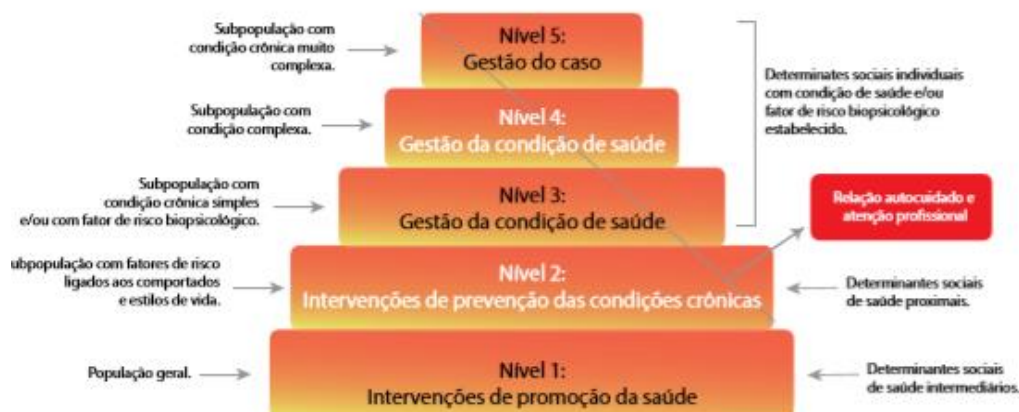 Subpopulação com
condição crônica muito
complexa.
Nível 5:
Gestão do caso
Determinates sociais individuais
com condição de saúde e/ou
fator de risco biopsicológico
estabelecido.
Subpopulação com
condição complexa.
Nível 4:
Gestão da condição de saúde
Subpopulação com
condição crônica simples
e/ou com fator de risco biopsicológico.
Nível 3:
Gestão da condição de saúde
Relação autocuidado e
atenção profissional
ubpopulação com fatores de risco
ligados aos comportados
e estilos de vida.
Nível 2:
Intervenções de prevenção das condições crônicas
Determinantes sociais
de saúde proximais.
População geral.
Nível 1:
Intervenções de promoção da saúde
Determinantes sociais
de saúde intermediários.